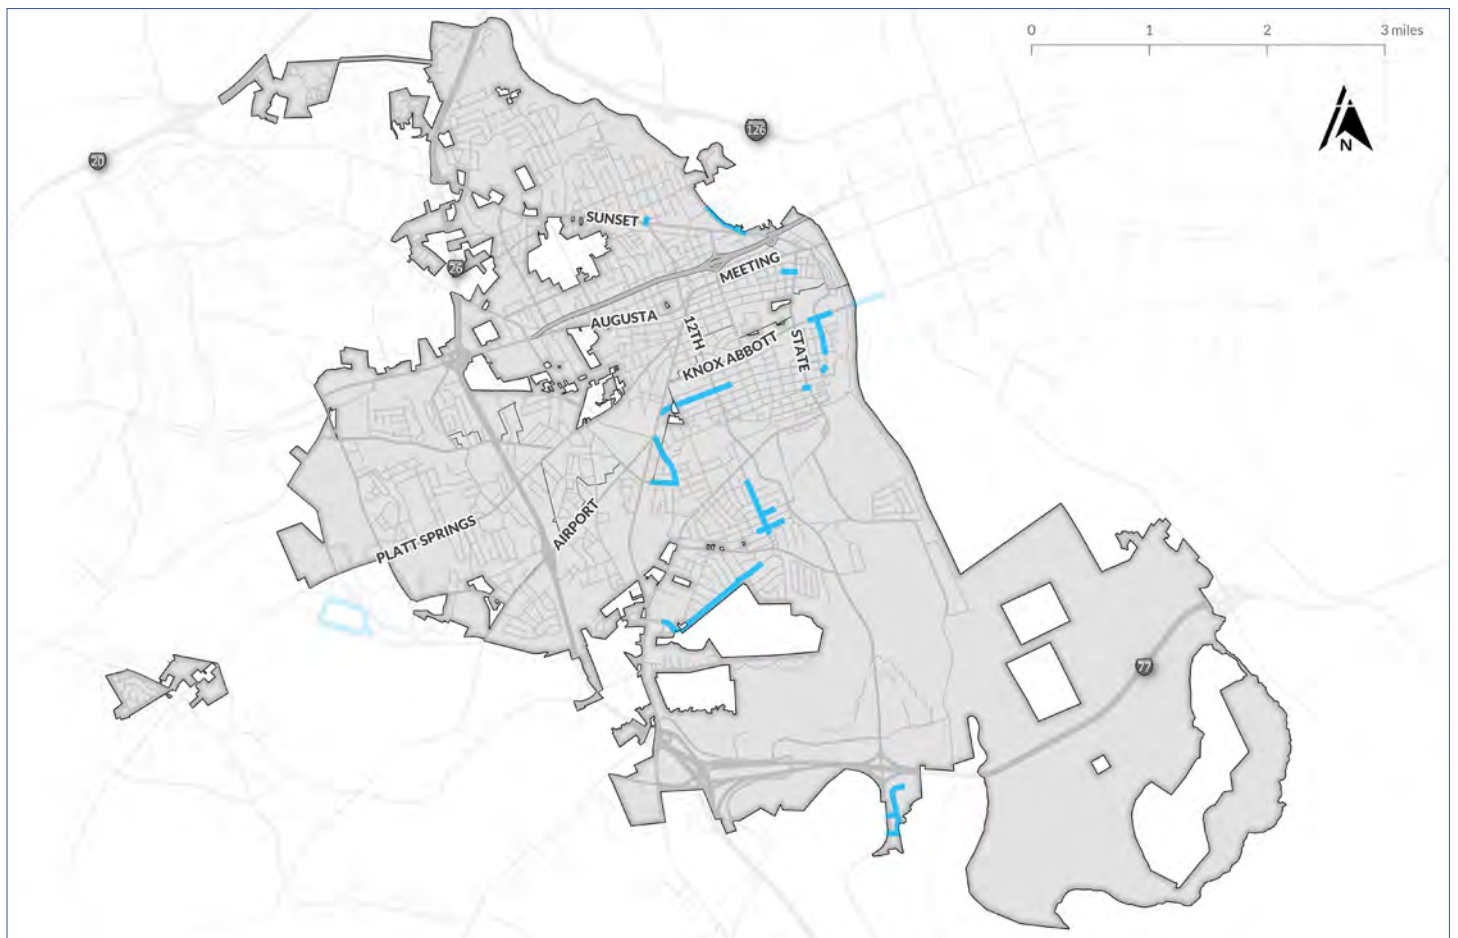 0 1 2 3 miles
126
N
20
SUNSET
26
MEETING
AUGUSTA
12TH
STATE
KNOX ABBOTT
AIRPORT
PLATT SPRINGS
77